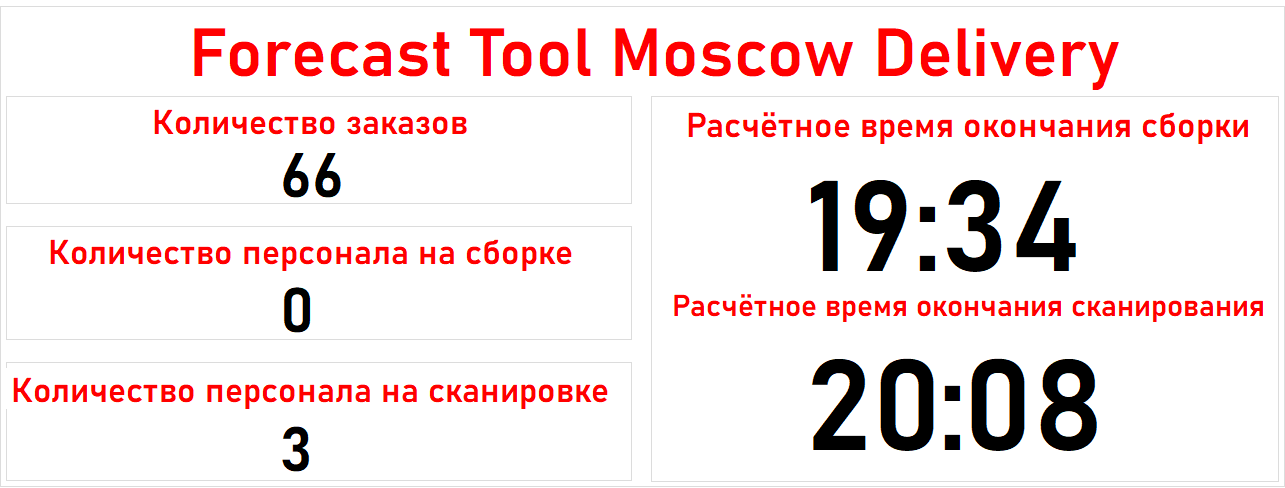 Forecast Tool Moscow Delivery
Количество заказов
66
Количество персонала на сборке
0
Количество персонала на сканировке
3
Расчётное время окончания сборки
19:34
Расчётное время окончания сканирования
20:08